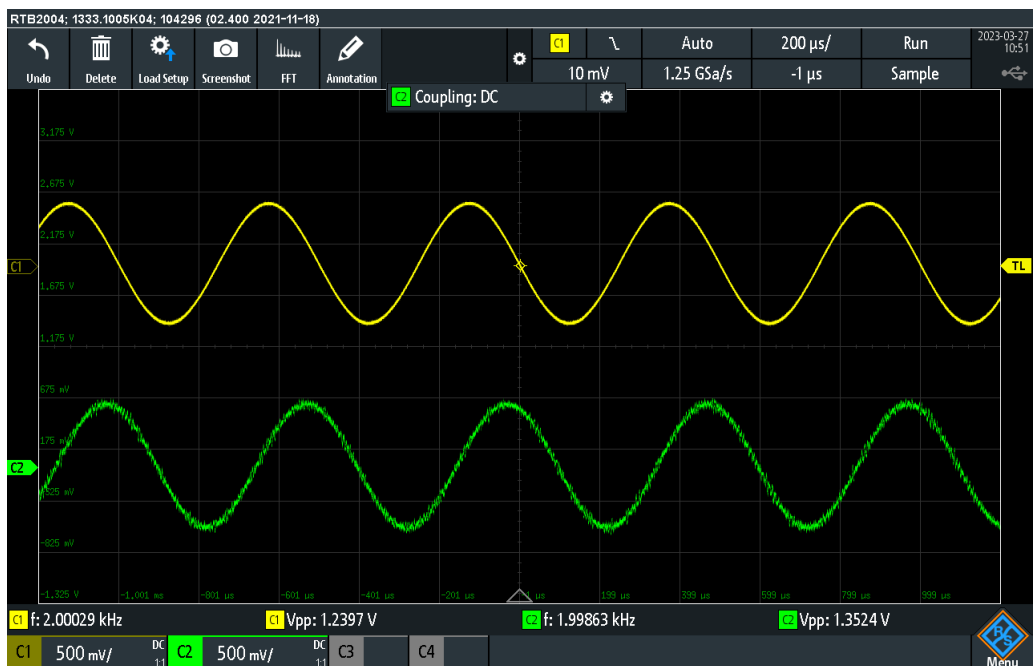 RTB2004; 1333.1005K04; 104296 (02.400 2021-11-18)
Undo Delete Load Setup Screenshot FFT Annotation
C1 Auto 200 µs/ Run 2023-03-27
10 mV 1.25 GSa/s -1 µs Sample 10:51
C2 Coupling: DC
3.175 V
2.675 V
2.175 V
C1 TL
1.675 V
1.175 V
675 mV
175 mV
C2
-825 mV
-1.325 V -1.001 ms -801 µs -601 µs -401 µs -201 µs -1 µs 199 µs 399 µs 599 µs 799 µs 999 µs
C1 f: 2.00029 kHz C1 Vpp: 1.2397 V C2 f: 1.99863 kHz C2 Vpp: 1.3524 V
C1 500 mV/ DC 1:1 C2 500 mV/ DC 1:1 C3 C4 R S Menu